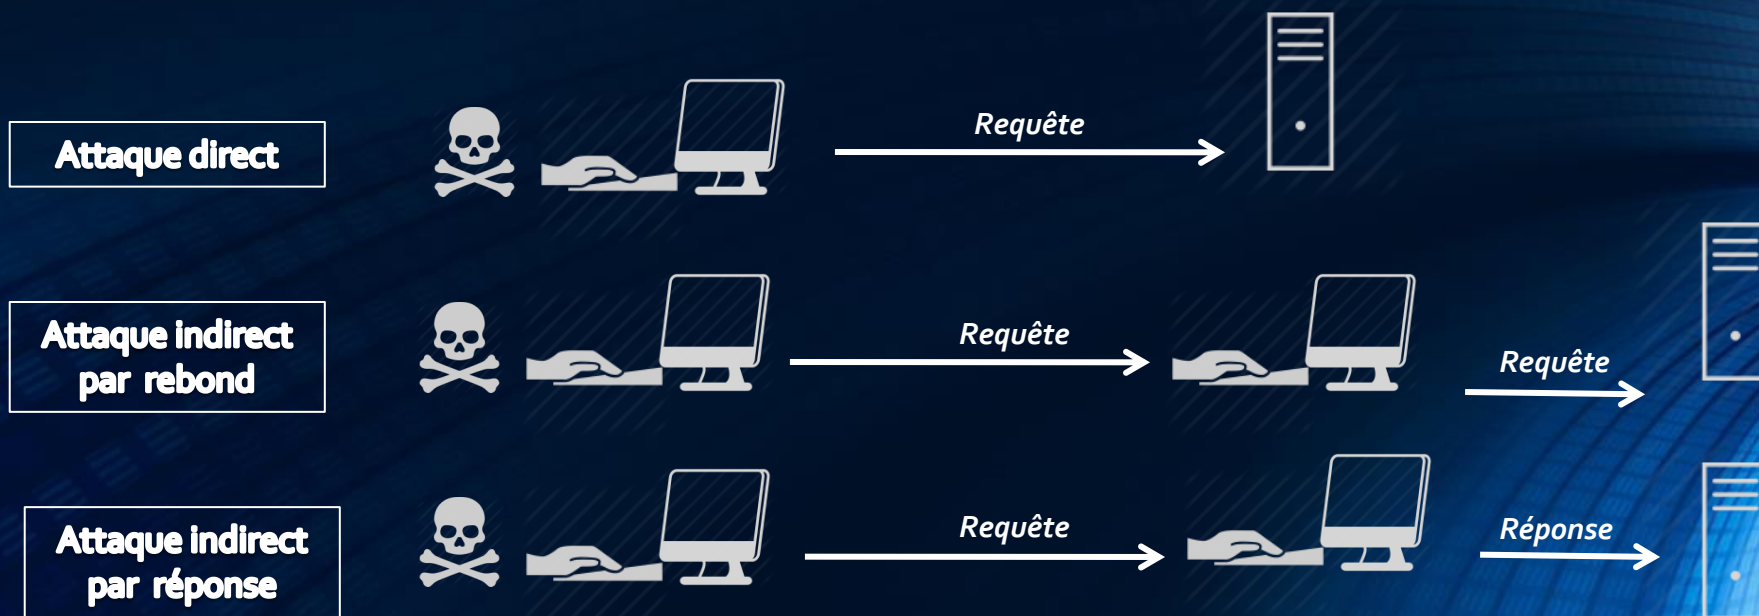 Attaque direct
Requête
Attaque indirect
par rebond
Requête
Requête
Attaque indirect
par réponse
Requête
Réponse